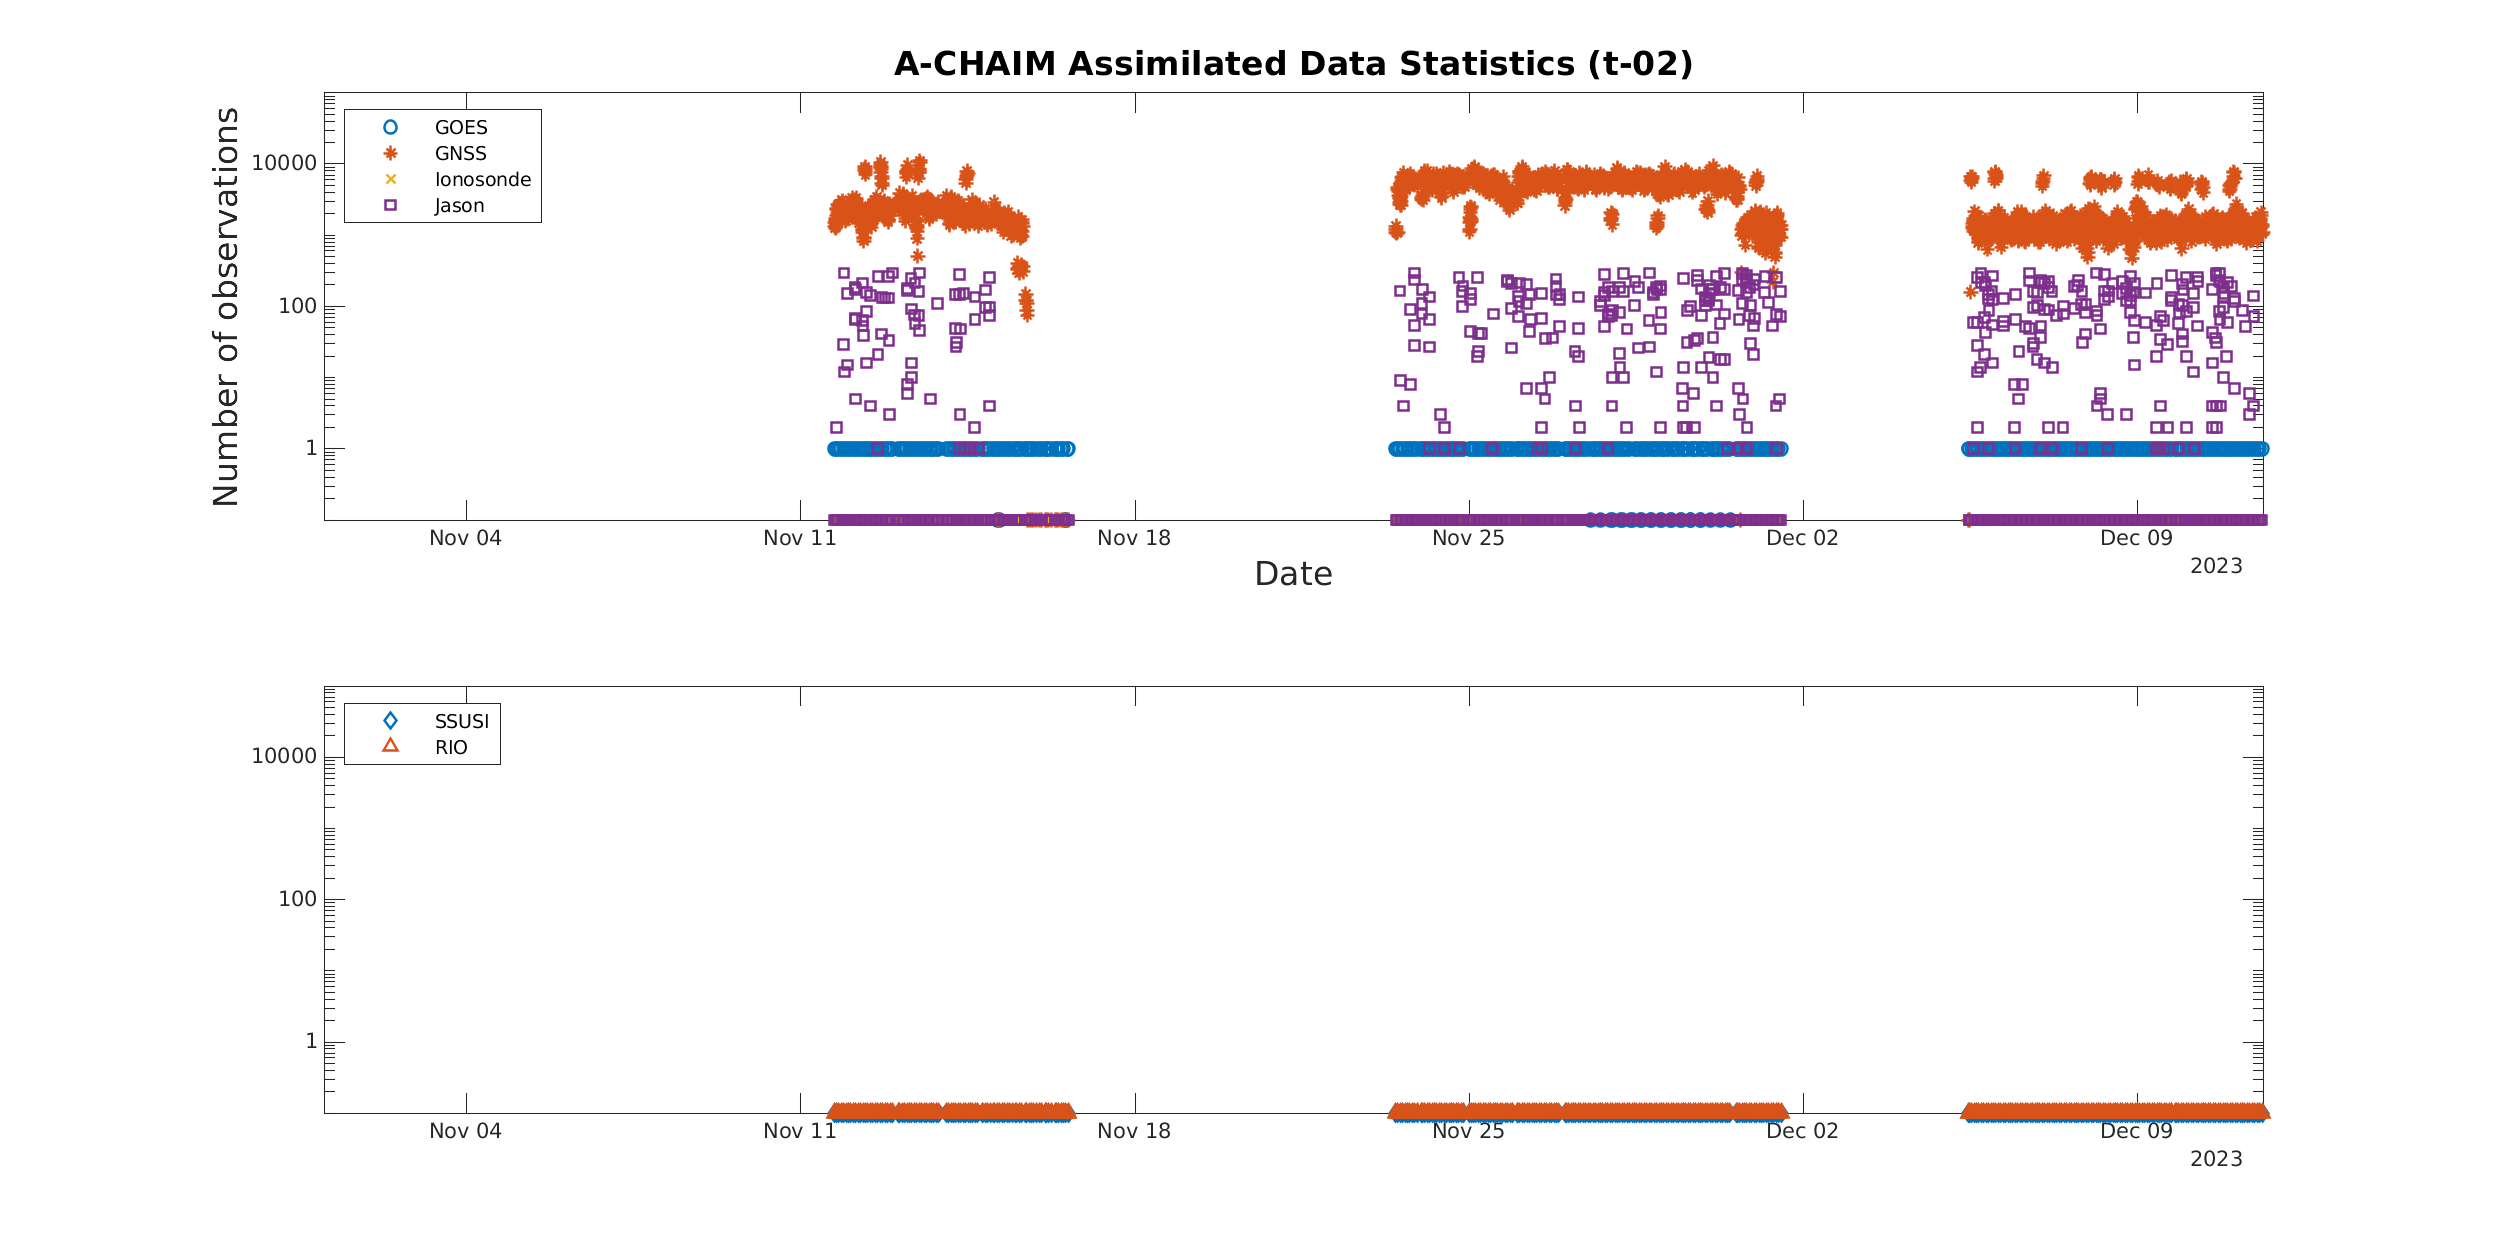 A-CHAIM Assimilated Data Statistics (t-02)
Number of observations
10000
100
1
GOES
GNSS
Ionosonde
Jason
Nov 04
Nov 11
Nov 18
Nov 25
Dec 02
Dec 09
2023
Date
10000
100
1
SSUSI
RIO
Nov 04
Nov 11
Nov 18
Nov 25
Dec 02
Dec 09
2023